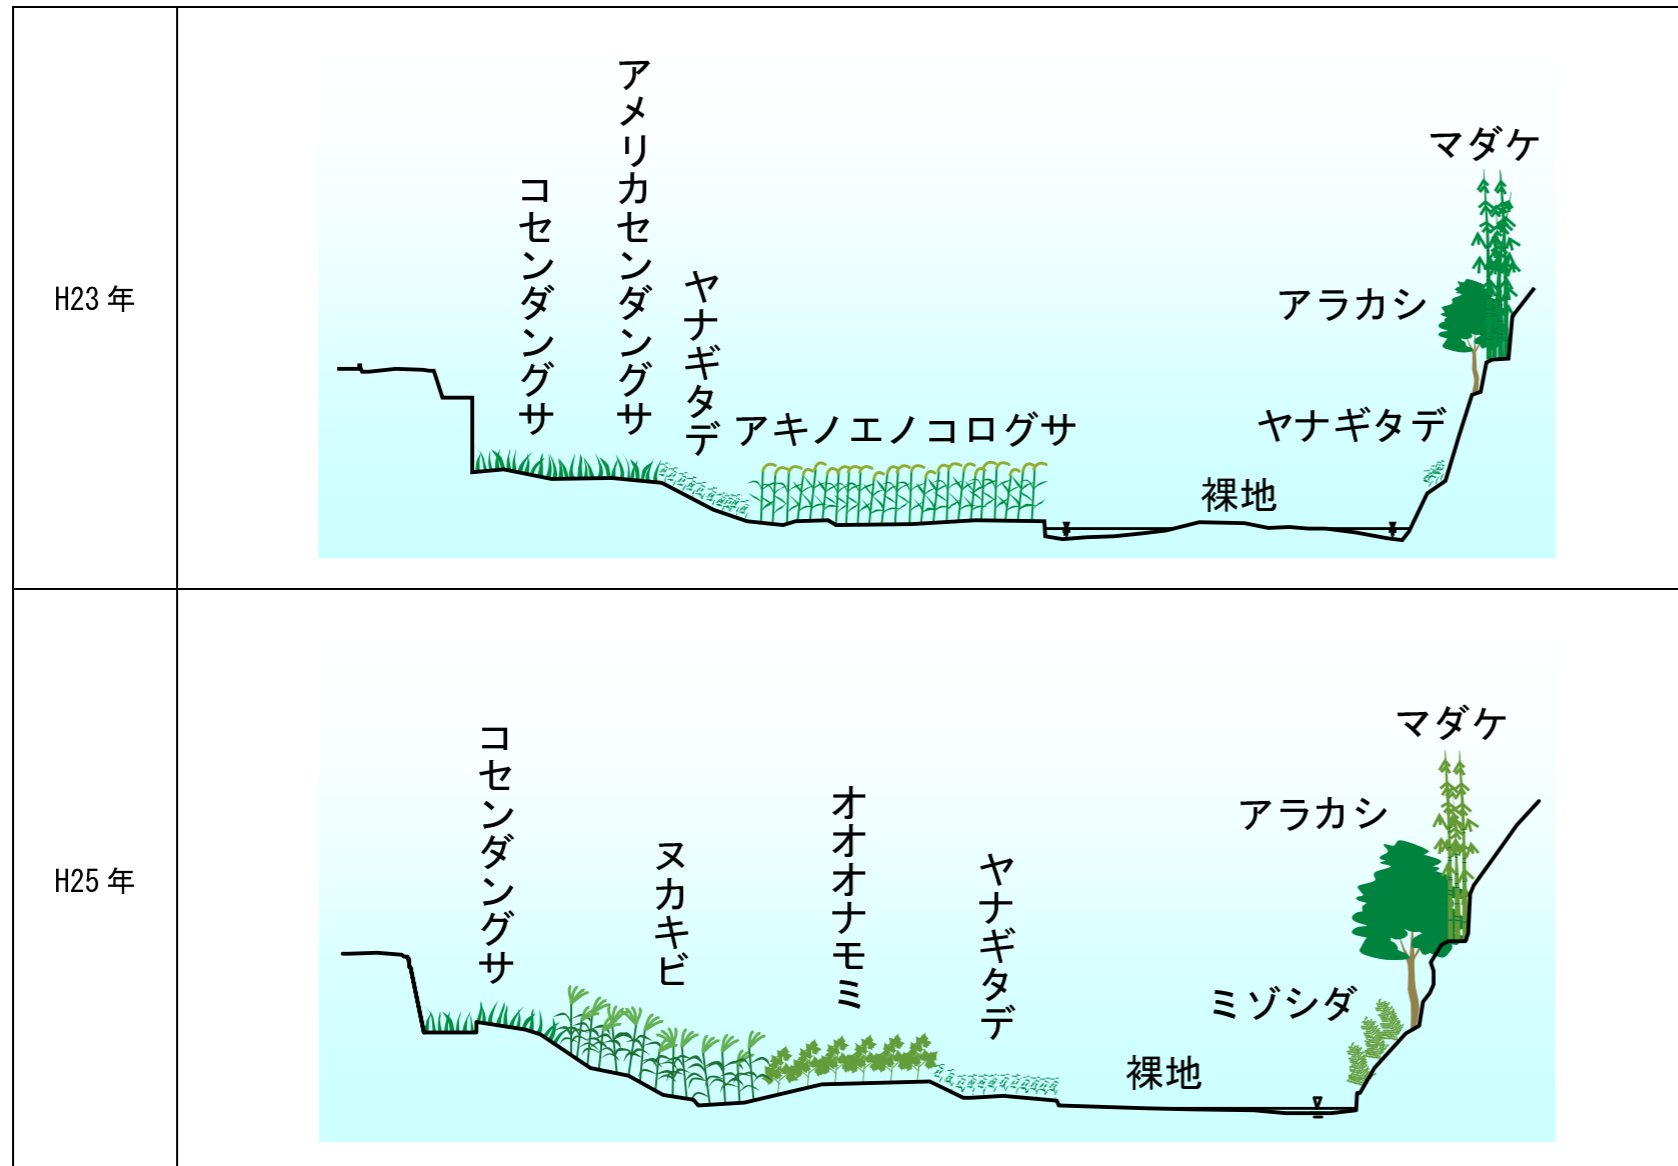 H23年
コセンダングサ
アメリカセンダングサ
ヤナギタデ
アキノエノコログサ
裸地
ヤナギタデ
アラカシ
マダケ
H25年
コセンダングサ
ヌカキビ
オオオナモミ
ヤナギタデ
裸地
ミゾシダ
アラカシ
マダケ